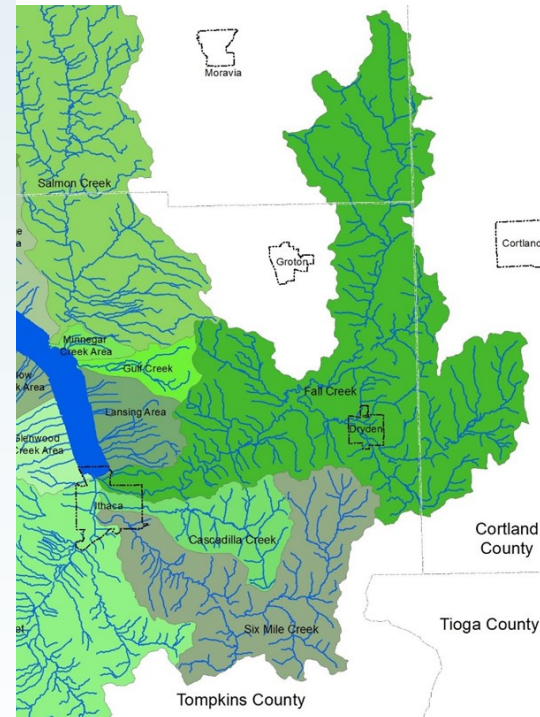 Moravia
Salmon Creek
Cortland
Groton
Minnegar
Creek Area
Gulf Creek
Fall Creek
k Area
Lansing Area
Dryden
Glenwood
Creek Area
Ithaca
Cortland
County
Cascadilla Creek
Tioga County
Six Mile Creek
Tompkins County